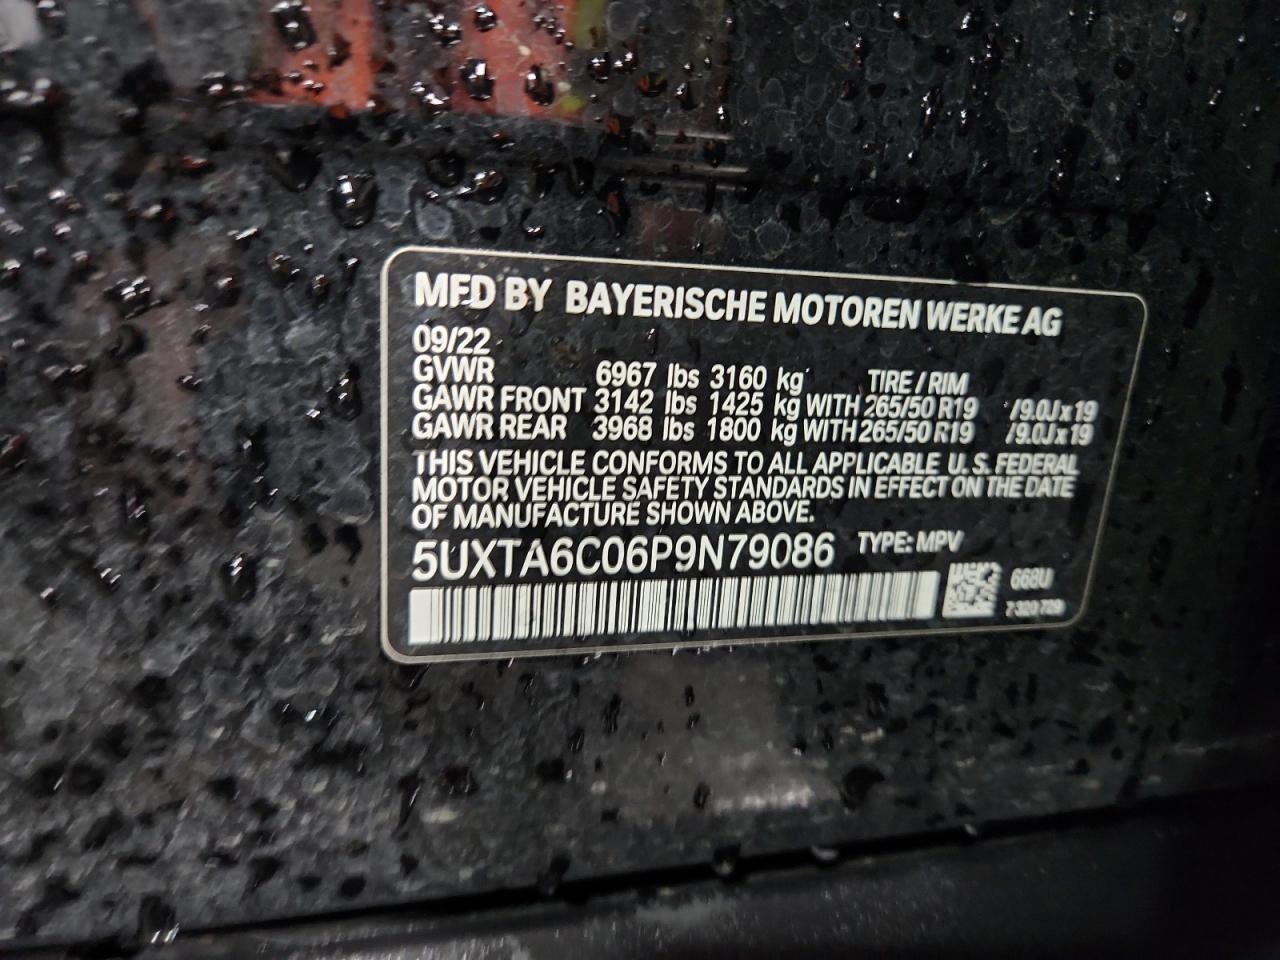 MFD BY BAYERISCHE MOTOREN WERKE AG
09/22
GVWR 6967 lbs 3160 kg TIRE / RIM
GAWR FRONT 3142 lbs 1425 kg WITH 265/50 R19 /9.0J x 19
GAWR REAR 3968 lbs 1800 kg WITH 265/50 R19 /9.0J x 19
THIS VEHICLE CONFORMS TO ALL APPLICABLE U.S. FEDERAL
MOTOR VEHICLE SAFETY STANDARDS IN EFFECT ON THE DATE
OF MANUFACTURE SHOWN ABOVE.
5UXTA6C06P9N79086 TYPE: MPV
668U
7 320 729